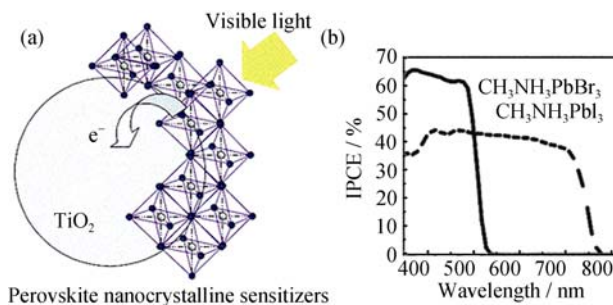 (a)
Visible light
e⁻
TiO₂
Perovskite nanocrystalline sensitizers
(b)
70
60
50
40
30
20
10
0
IPCE / %
CH₃NH₃PbBr₃
CH₃NH₃PbI₃
400 500 600 700 800
Wavelength / nm